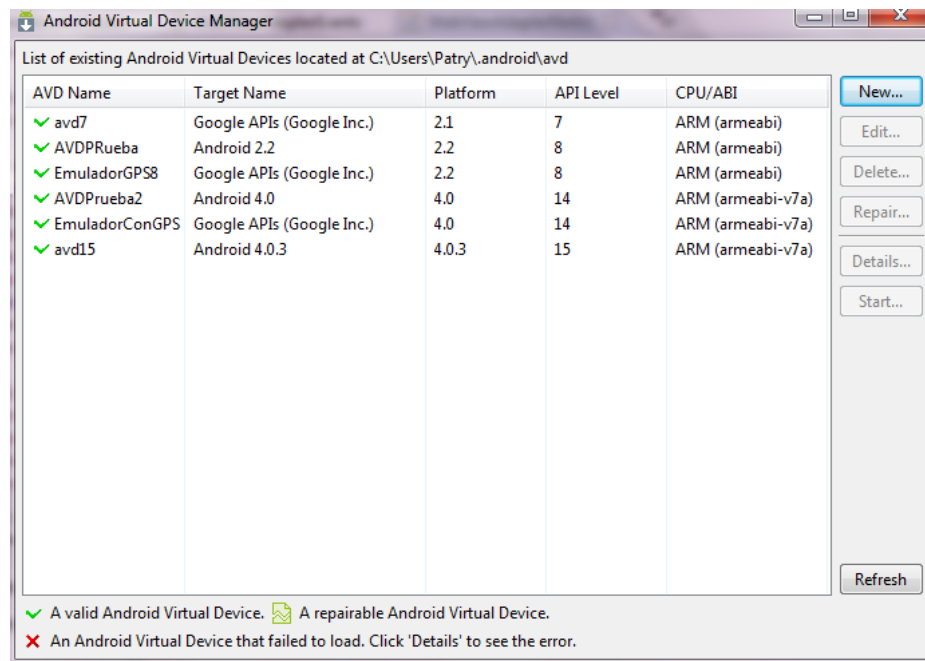 Android Virtual Device Manager
List of existing Android Virtual Devices located at C:\Users\Patry\.android\avd
AVD Name Target Name Platform API Level CPU/ABI
avd7 Google APIs (Google Inc.) 2.1 7 ARM (armeabi)
AVDPRueba Android 2.2 2.2 8 ARM (armeabi)
EmuladorGPS8 Google APIs (Google Inc.) 2.2 8 ARM (armeabi)
AVDPrueba2 Android 4.0 4.0 14 ARM (armeabi-v7a)
EmuladorConGPS Google APIs (Google Inc.) 4.0 14 ARM (armeabi-v7a)
avd15 Android 4.0.3 4.0.3 15 ARM (armeabi-v7a)
New...
Edit...
Delete...
Repair...
Details...
Start...
Refresh
A valid Android Virtual Device. A repairable Android Virtual Device.
An Android Virtual Device that failed to load. Click 'Details' to see the error.